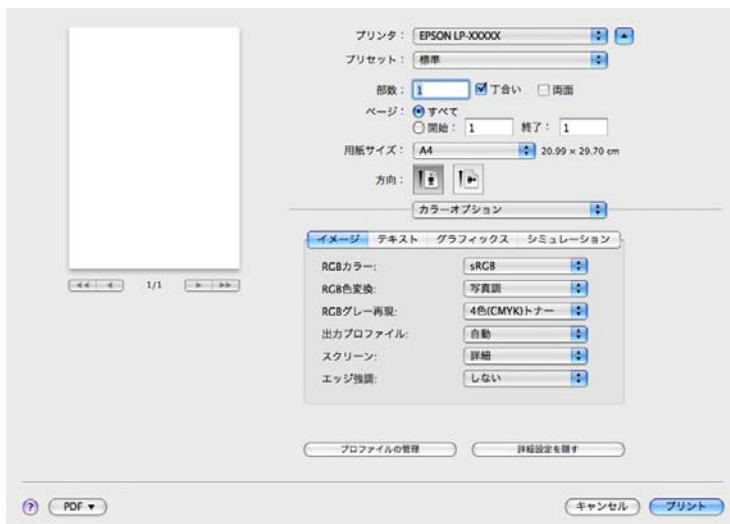 プリンタ： EPSON LP-XXXXX
プリセット： 標準
部数： 1 丁合い 両面
ページ： すべて
開始： 1 終了： 1
用紙サイズ： A4 20.99 × 29.70 cm
方向：
カラーオプション
イメージ テキスト グラフィックス シミュレーション
RGBカラー: sRGB
RGB色変換: 写真調
RGBグレー再現: 4色(CMYK)トナー
出力プロファイル: 自動
スクリーン: 詳細
エッジ強調: しない
1/1
プロファイルの管理 詳細設定を隠す
? PDF ▼ キャンセル プリント